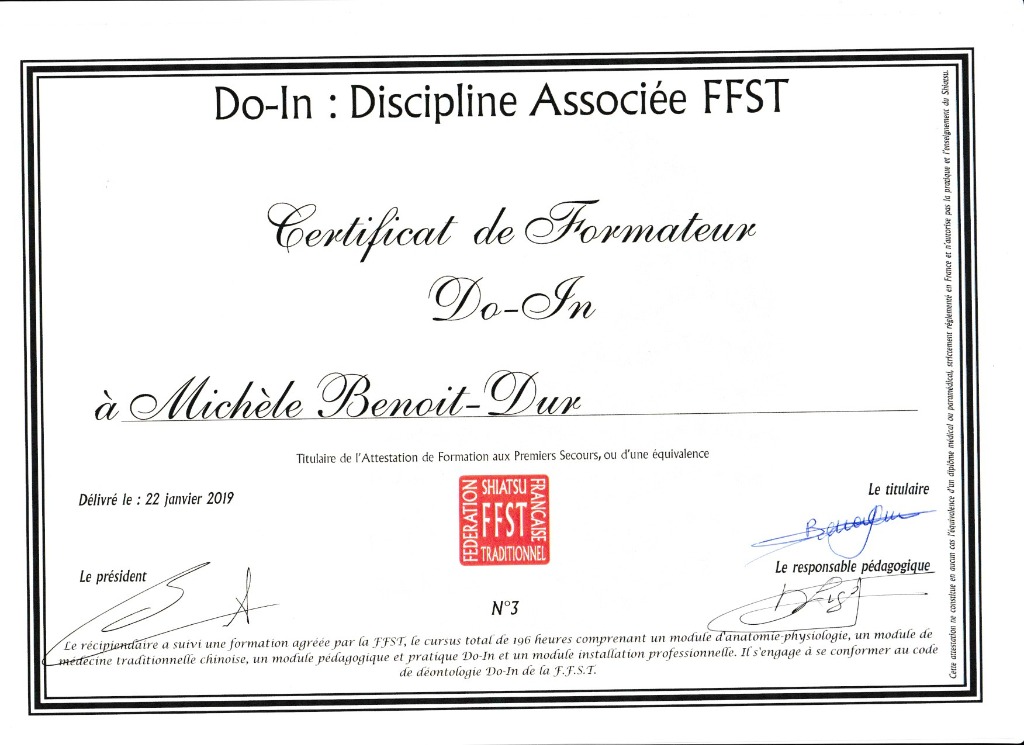 Do-In : Discipline Associée FFST
Certificat de Formateur
Do-In
à Michèle Benoit-Dur
Titulaire de l'Attestation de Formation aux Premiers Secours, ou d'une équivalence
Délivré le : 22 janvier 2019
FEDERATION
SHIATSU
FFST
TRADITIONNEL
FRANCAISE
Le titulaire
Le président
Le responsable pédagogique
N°3
Le récipiendaire a suivi une formation agréée par la FFST, le cursus total de 196 heures comprenant un module d'anatomie-physiologie, un module de
médecine traditionnelle chinoise, un module pédagogique et pratique Do-In et un module installation professionnelle. Il s'engage à se conformer au code
de déontologie Do-In de la F.F.S.T.
Cette attestation ne constitue en aucun cas l'équivalence d'un diplôme médical ou paramédical, strictement réglementé en France et n'autorise pas la pratique et l'enseignement du Shiatsu.